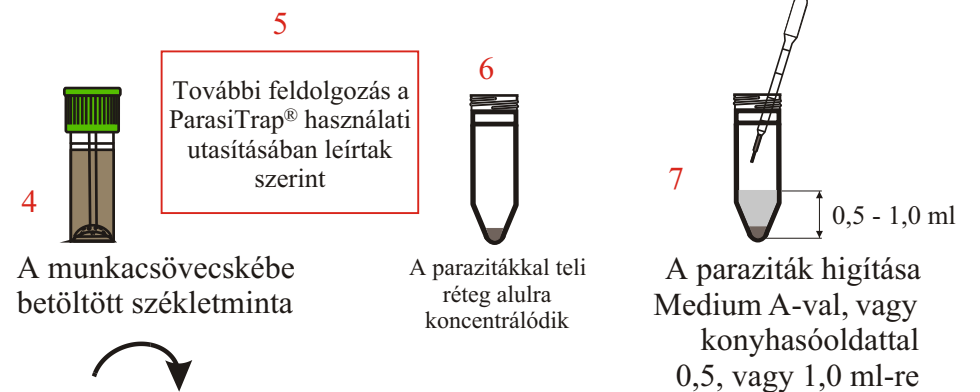 4
A munkacsövecskébe
betöltött székletminta
5
További feldolgozás a
ParasiTrap® használati
utasításában leírtak
szerint
6
A parazitákkal teli
réteg alulra
koncentrálódik
7
0,5 - 1,0 ml
A paraziták higítása
Medium A-val, vagy
konyhasóoldattal
0,5, vagy 1,0 ml-re